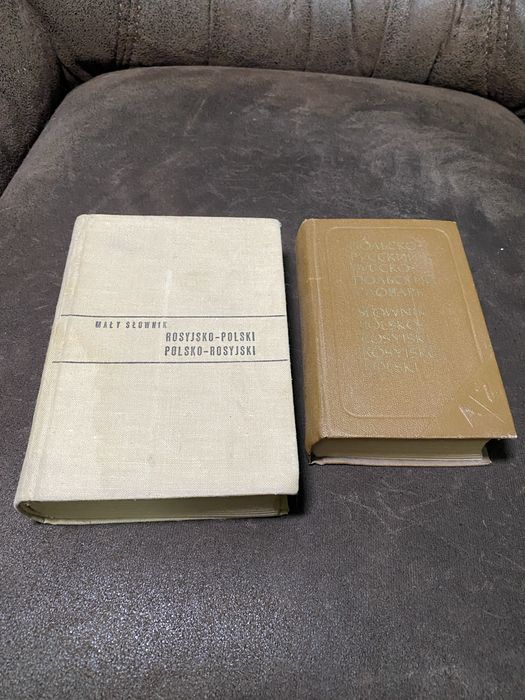 MAŁY SŁOWNIK
ROSYJSKO-POLSKI
POLSKO-ROSYJSKI
ПОЛЬСКО-
РУССКИЙ И
РУССКО-
ПОЛЬСКИЙ
СЛОВАРЬ
SŁOWNIK
POLSKO-
ROSYJSKI
ROSYJSKO-
POLSKI